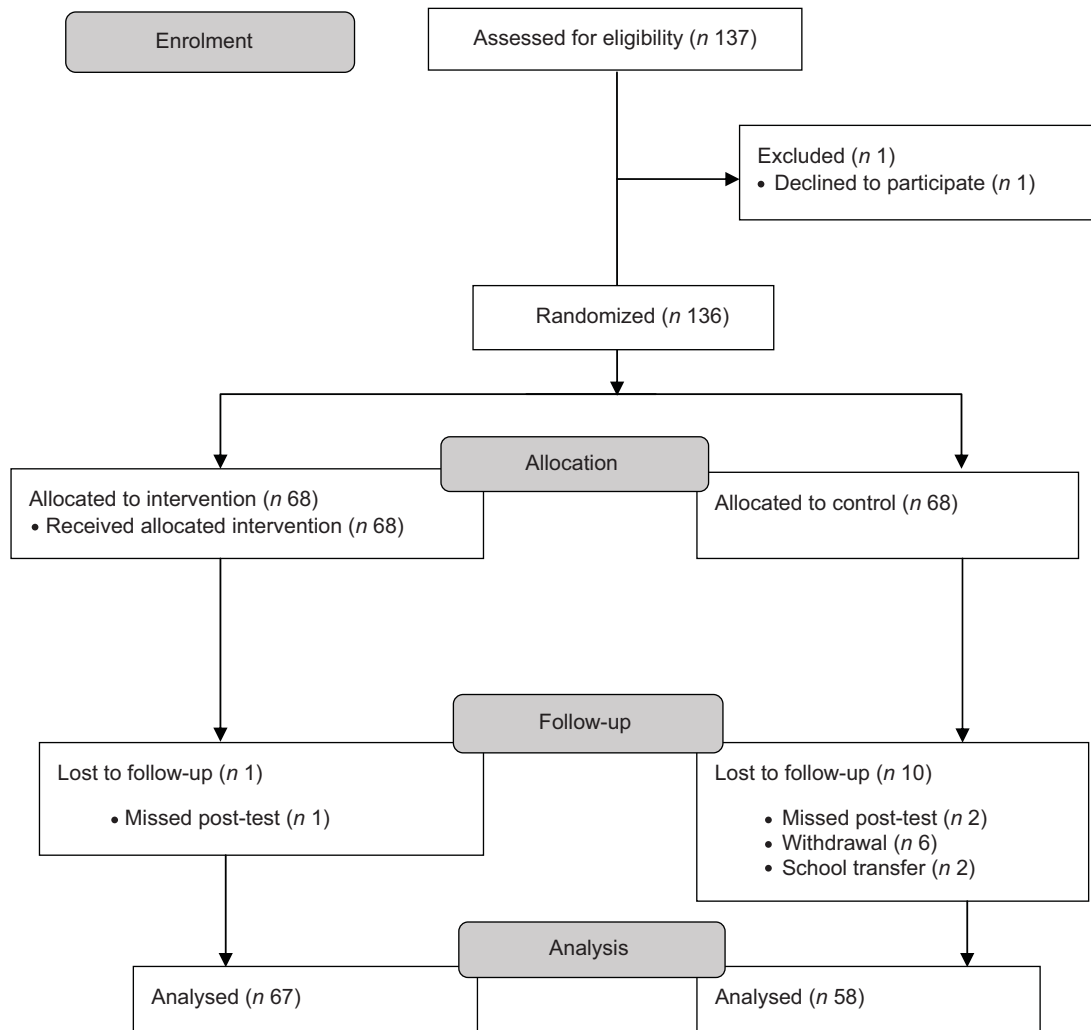 Enrolment
Assessed for eligibility (n 137)
Excluded (n 1)
• Declined to participate (n 1)
Randomized (n 136)
Allocation
Allocated to intervention (n 68)
• Received allocated intervention (n 68)
Allocated to control (n 68)
Follow-up
Lost to follow-up (n 1)
• Missed post-test (n 1)
Lost to follow-up (n 10)
• Missed post-test (n 2)
• Withdrawal (n 6)
• School transfer (n 2)
Analysis
Analysed (n 67)
Analysed (n 58)